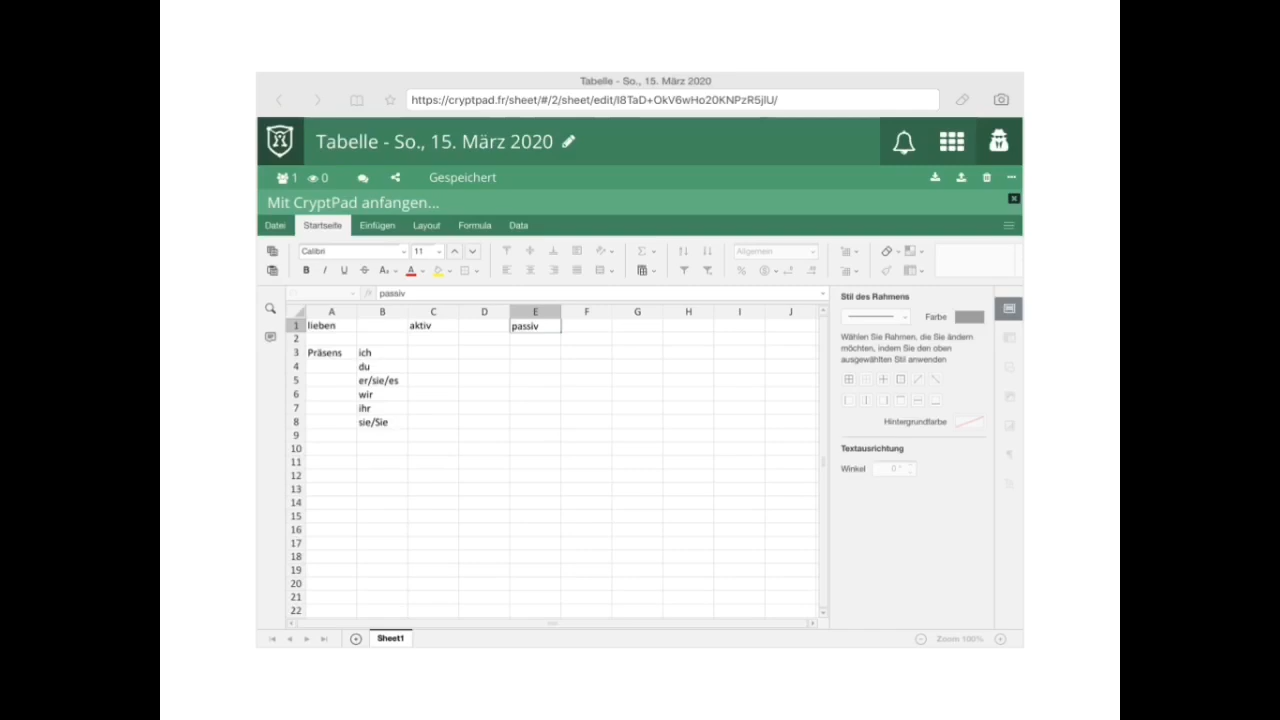 Tabelle - So., 15. März 2020
https://cryptpad.fr/sheet/#/2/sheet/edit/I8TaD+OkV6wHo20KNPzR5jlU/
Tabelle - So., 15. März 2020
1 0 Gespeichert
Mit CryptPad anfangen...
Datei Startseite Einfügen Layout Formula Data
Calibri 11 Allgemein
passiv
A B C D E F G H I J
1 lieben aktiv passiv
2
3 Präsens ich
4 du
5 er/sie/es
6 wir
7 ihr
8 sie/Sie
9
10
11
12
13
14
15
16
17
18
19
20
21
22
Stil des Rahmens
Farbe
Wählen Sie Rahmen, die Sie ändern
möchten, indem Sie den oben
ausgewählten Stil anwenden
Hintergrundfarbe
Textausrichtung
Winkel 0 °
Sheet1 Zoom 100%